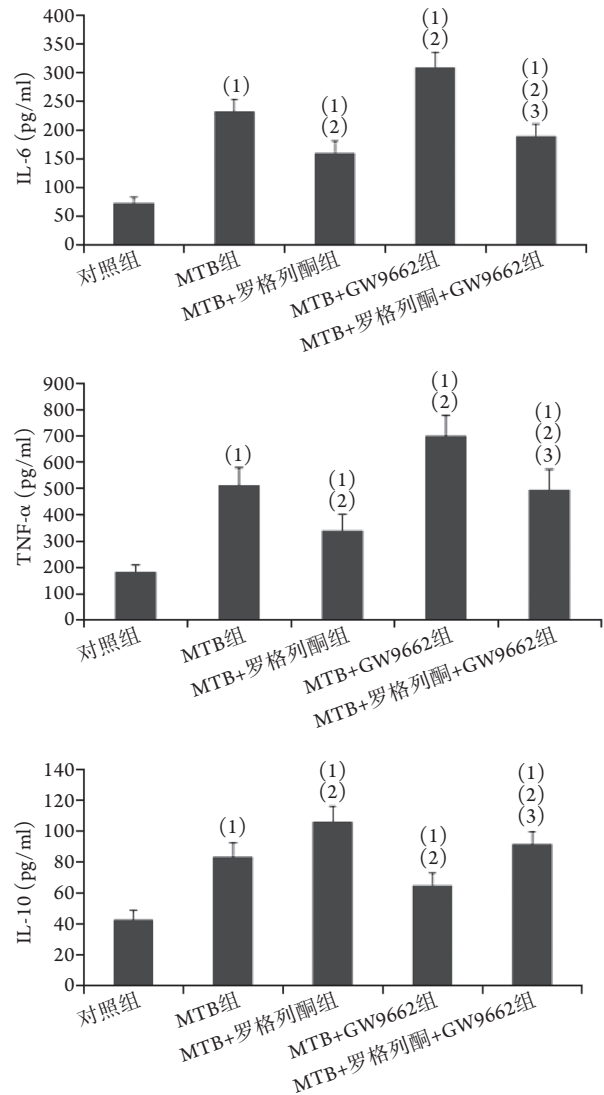 400
350
300
250
200
150
100
50
0
IL-6 (pg/ml)
(1)
(1)
(2)
(1)
(2)
(1)
(2)
(3)
对照组
MTB组
MTB+罗格列酮组
MTB+GW9662组
MTB+罗格列酮+GW9662组
900
800
700
600
500
400
300
200
100
0
TNF-α (pg/ml)
(1)
(1)
(2)
(1)
(2)
(1)
(2)
(3)
对照组
MTB组
MTB+罗格列酮组
MTB+GW9662组
MTB+罗格列酮+GW9662组
140
120
100
80
60
40
20
0
IL-10 (pg/ml)
(1)
(1)
(2)
(1)
(2)
(1)
(2)
(3)
对照组
MTB组
MTB+罗格列酮组
MTB+GW9662组
MTB+罗格列酮+GW9662组